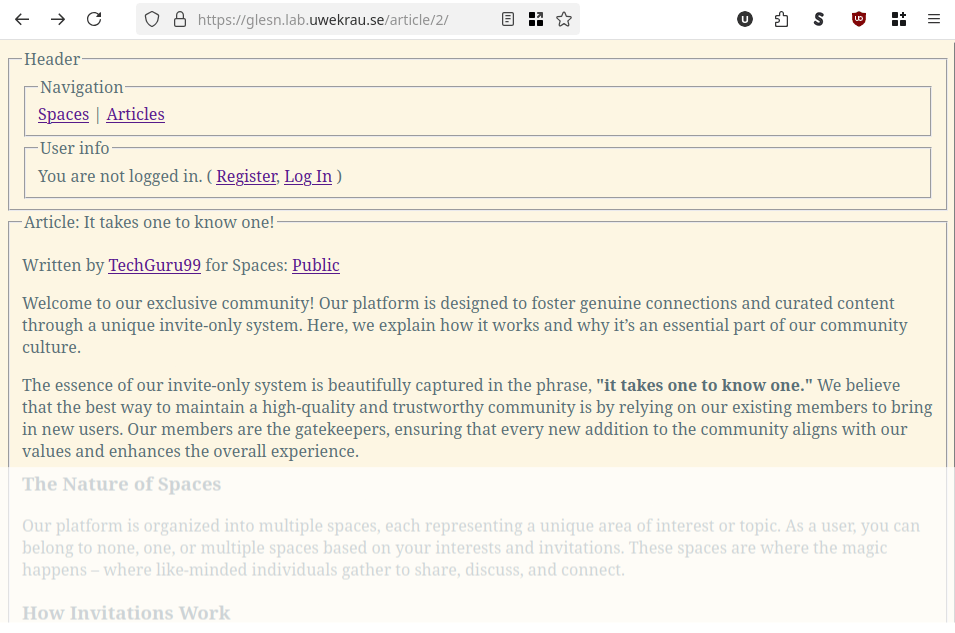 https://glesn.lab.uwekrau.se/article/2/
Header
Navigation
Spaces | Articles
User info
You are not logged in. ( Register, Log In )
Article: It takes one to know one!
Written by TechGuru99 for Spaces: Public
Welcome to our exclusive community! Our platform is designed to foster genuine connections and curated content
through a unique invite-only system. Here, we explain how it works and why it’s an essential part of our community
culture.
The essence of our invite-only system is beautifully captured in the phrase, "it takes one to know one." We believe
that the best way to maintain a high-quality and trustworthy community is by relying on our existing members to bring
in new users. Our members are the gatekeepers, ensuring that every new addition to the community aligns with our
values and enhances the overall experience.
The Nature of Spaces
Our platform is organized into multiple spaces, each representing a unique area of interest or topic. As a user, you can
belong to none, one, or multiple spaces based on your interests and invitations. These spaces are where the magic
happens – where like-minded individuals gather to share, discuss, and connect.
How Invitations Work